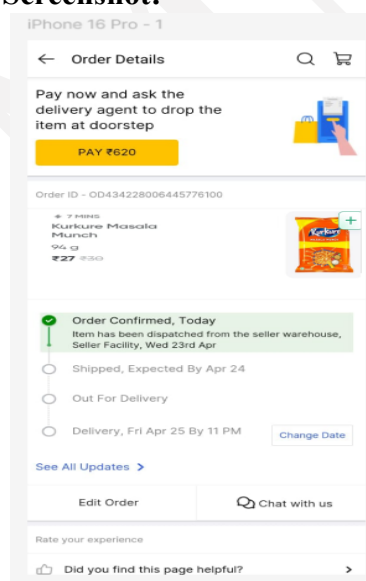 Screenshot:
iPhone 16 Pro - 1
Order Details
Pay now and ask the
delivery agent to drop the
item at doorstep
PAY ₹620
Order ID - OD434228006445776100
7 MINS
Kurkure Masala
Munch
94 g
₹27 ₹30
Kurkure
Order Confirmed, Today
Item has been dispatched from the seller warehouse,
Seller Facility, Wed 23rd Apr
Shipped, Expected By Apr 24
Out For Delivery
Delivery, Fri Apr 25 By 11 PM
Change Date
See All Updates
Edit Order
Chat with us
Rate your experience
Did you find this page helpful?